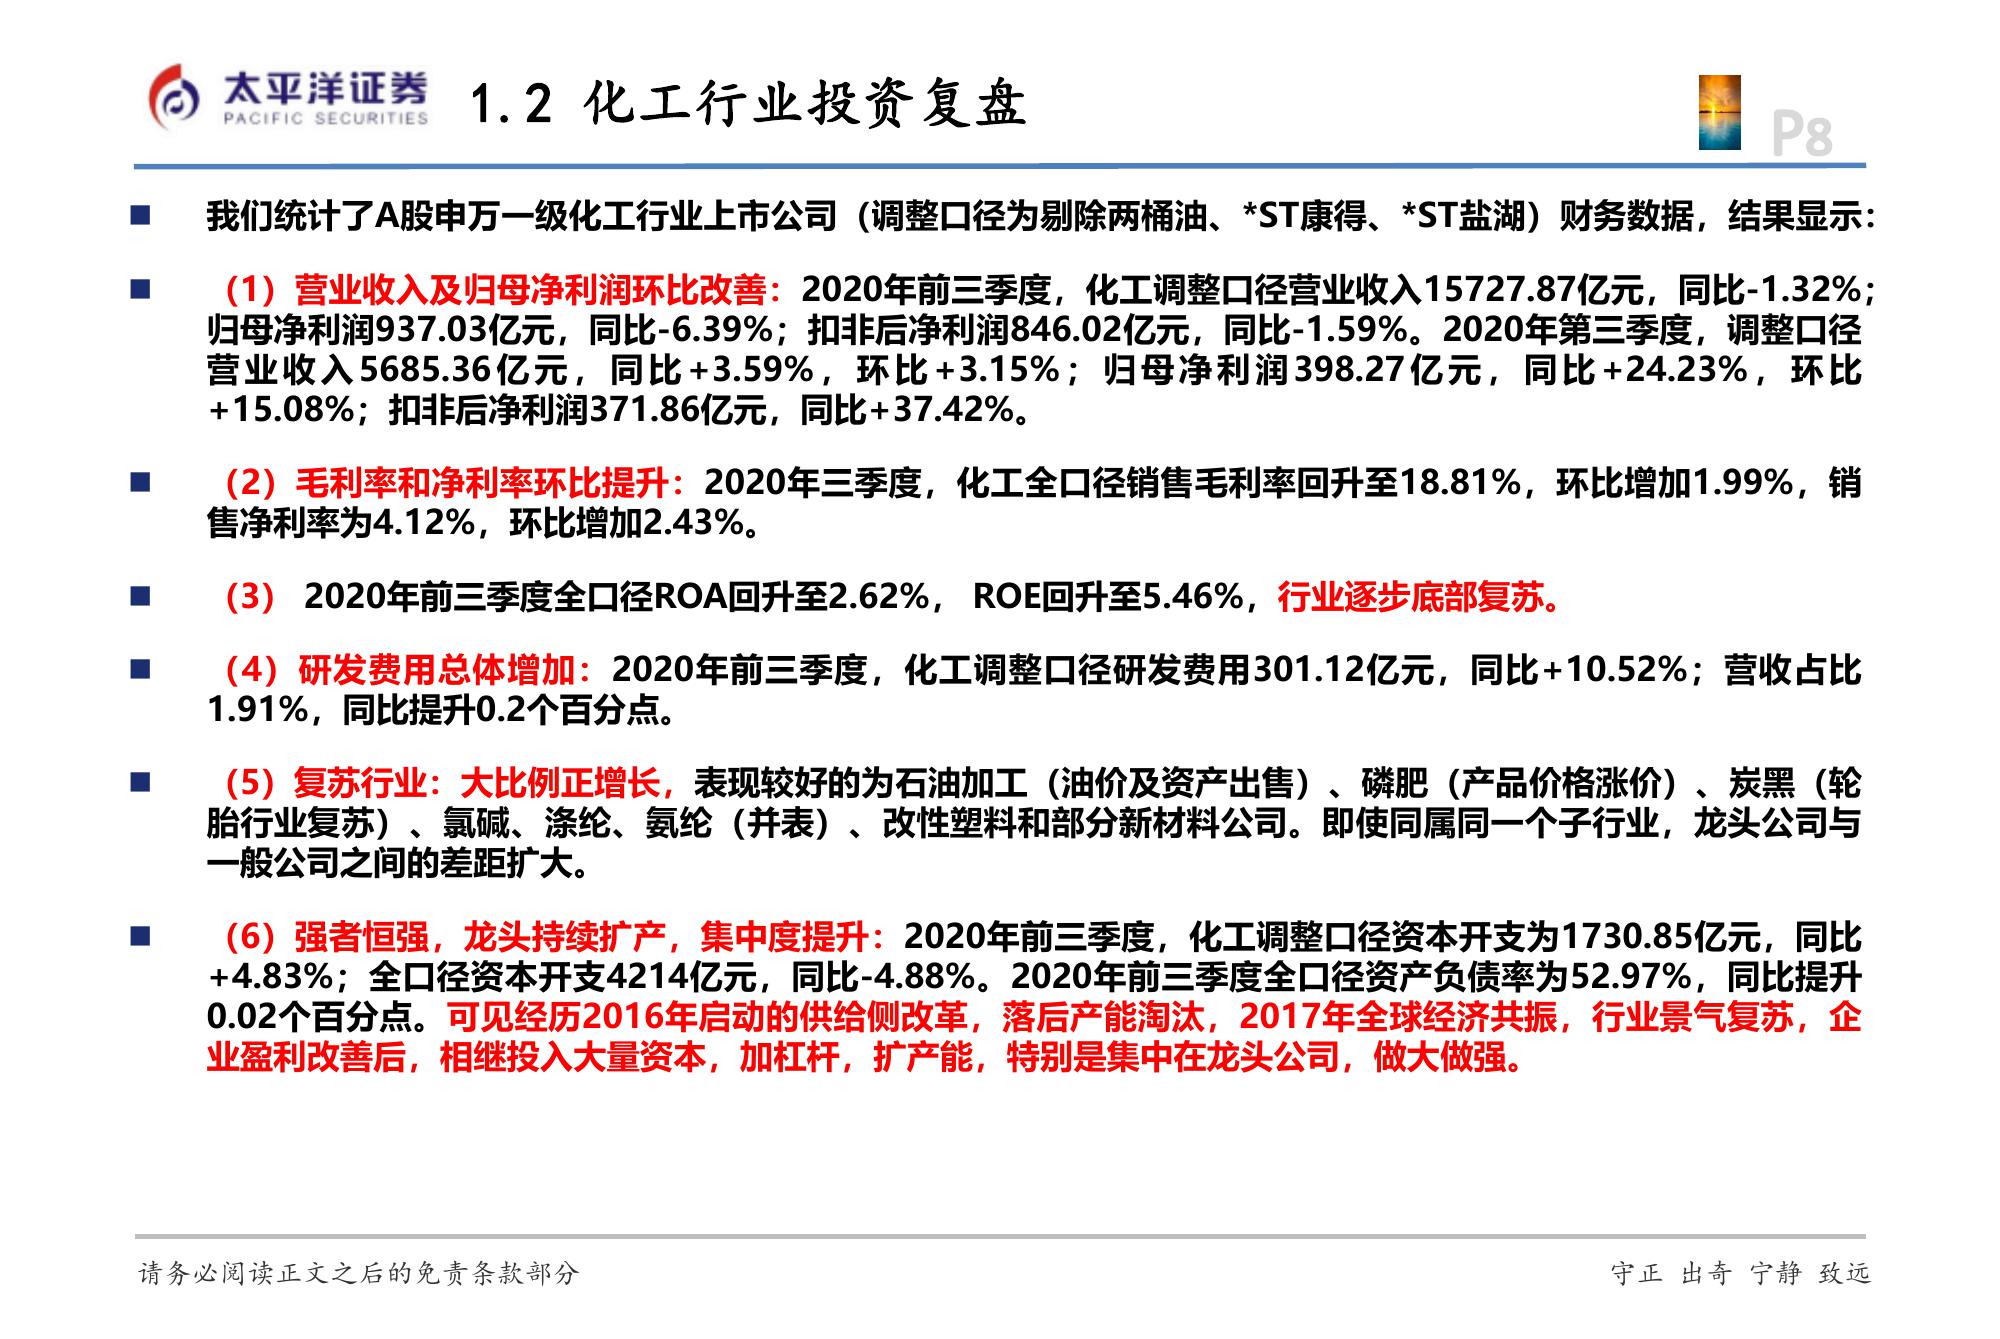 太平洋证券
PACIFIC SECURITIES
1.2 化工行业投资复盘
P8
■ 我们统计了A股申万一级化工行业上市公司（调整口径为剔除两桶油、*ST康得、*ST盐湖）财务数据，结果显示：
■ （1）营业收入及归母净利润环比改善：2020年前三季度，化工调整口径营业收入15727.87亿元，同比-1.32%；
归母净利润937.03亿元，同比-6.39%；扣非后净利润846.02亿元，同比-1.59%。2020年第三季度，调整口径
营业收入5685.36亿元，同比+3.59%，环比+3.15%；归母净利润398.27亿元，同比+24.23%，环比
+15.08%；扣非后净利润371.86亿元，同比+37.42%。
■ （2）毛利率和净利率环比提升：2020年三季度，化工全口径销售毛利率回升至18.81%，环比增加1.99%，销
售净利率为4.12%，环比增加2.43%。
■ （3） 2020年前三季度全口径ROA回升至2.62%， ROE回升至5.46%，行业逐步底部复苏。
■ （4）研发费用总体增加：2020年前三季度，化工调整口径研发费用301.12亿元，同比+10.52%；营收占比
1.91%，同比提升0.2个百分点。
■ （5）复苏行业：大比例正增长，表现较好的为石油加工（油价及资产出售）、磷肥（产品价格涨价）、炭黑（轮
胎行业复苏）、氯碱、涤纶、氨纶（并表）、改性塑料和部分新材料公司。即使同属同一个子行业，龙头公司与
一般公司之间的差距扩大。
■ （6）强者恒强，龙头持续扩产，集中度提升：2020年前三季度，化工调整口径资本开支为1730.85亿元，同比
+4.83%；全口径资本开支4214亿元，同比-4.88%。2020年前三季度全口径资产负债率为52.97%，同比提升
0.02个百分点。可见经历2016年启动的供给侧改革，落后产能淘汰，2017年全球经济共振，行业景气复苏，企
业盈利改善后，相继投入大量资本，加杠杆，扩产能，特别是集中在龙头公司，做大做强。
请务必阅读正文之后的免责条款部分
守正 出奇 宁静 致远